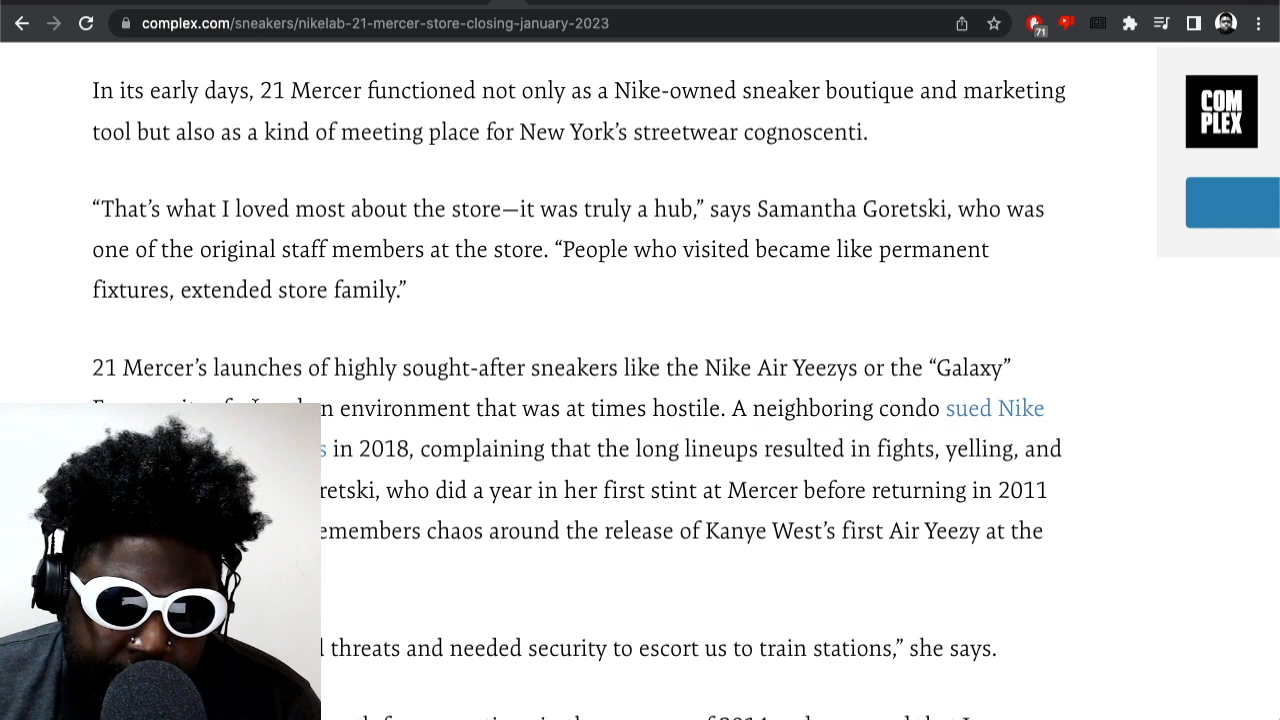 complex.com/sneakers/nikelab-21-mercer-store-closing-january-2023
71
In its early days, 21 Mercer functioned not only as a Nike-owned sneaker boutique and marketing
tool but also as a kind of meeting place for New York’s streetwear cognoscenti.
COM
PLEX
“That’s what I loved most about the store—it was truly a hub,” says Samantha Goretski, who was
one of the original staff members at the store. “People who visited became like permanent
fixtures, extended store family.”
21 Mercer’s launches of highly sought-after sneakers like the Nike Air Yeezys or the “Galaxy”
environment that was at times hostile. A neighboring condo sued Nike
in 2018, complaining that the long lineups resulted in fights, yelling, and
retski, who did a year in her first stint at Mercer before returning in 2011
emembers chaos around the release of Kanye West’s first Air Yeezy at the
threats and needed security to escort us to train stations,” she says.